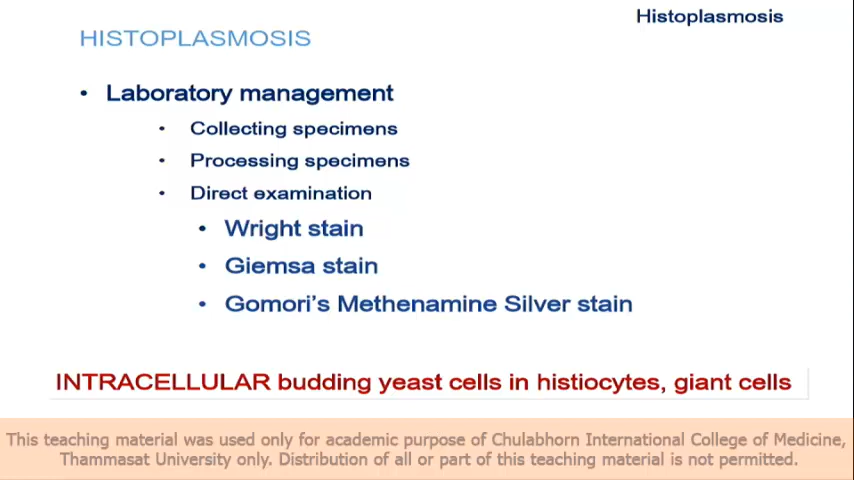 Histoplasmosis
HISTOPLASMOSIS
• Laboratory management
• Collecting specimens
• Processing specimens
• Direct examination
• Wright stain
• Giemsa stain
• Gomori's Methenamine Silver stain
INTRACELLULAR budding yeast cells in histiocytes, giant cells
This teaching material was used only for academic purpose of Chulabhorn International College of Medicine,
Thammasat University only. Distribution of all or part of this teaching material is not permitted.